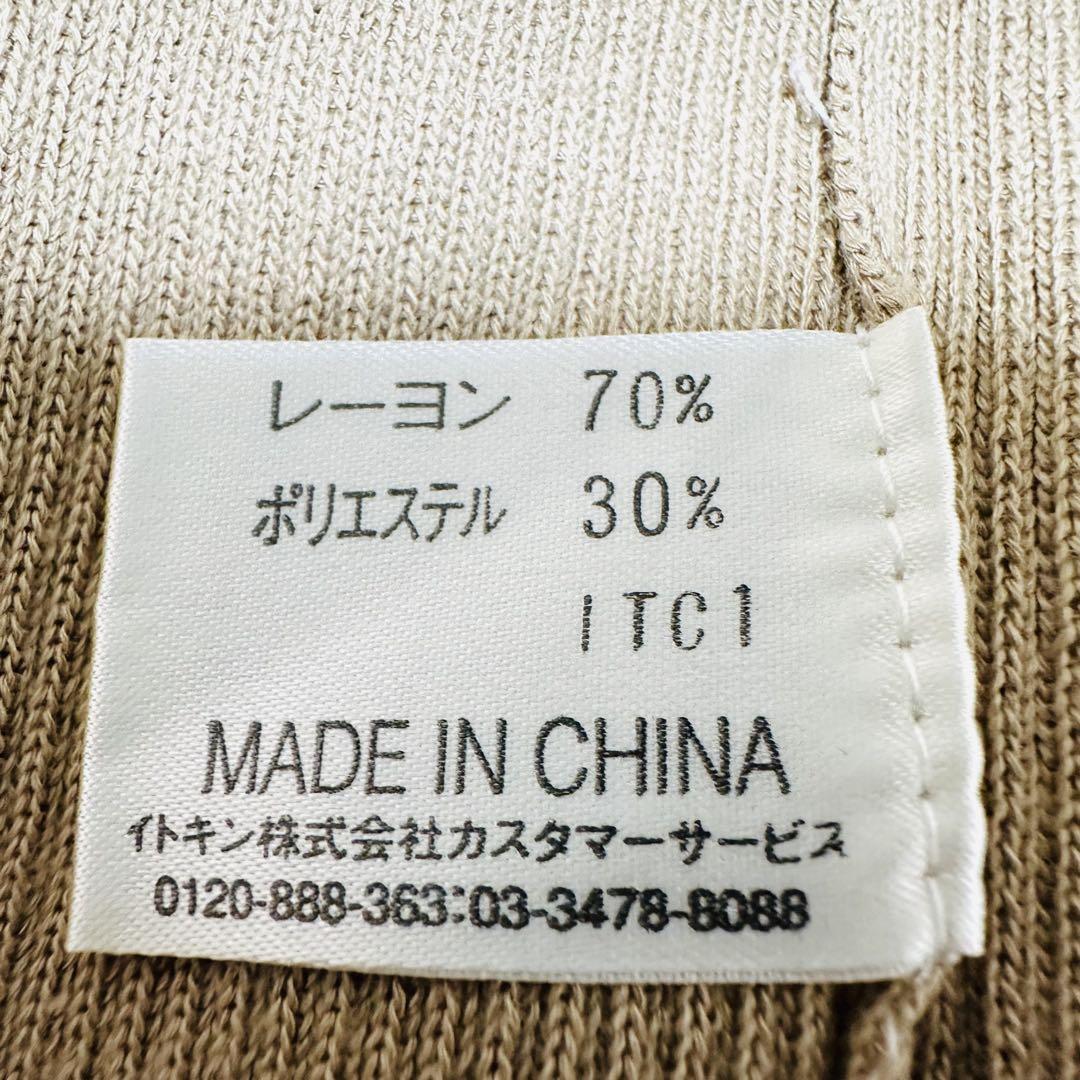 レーヨン 70%
ポリエステル 30%
ITC1
MADE IN CHINA
イトキン株式会社カスタマーサービス
0120-888-363:03-3478-8088